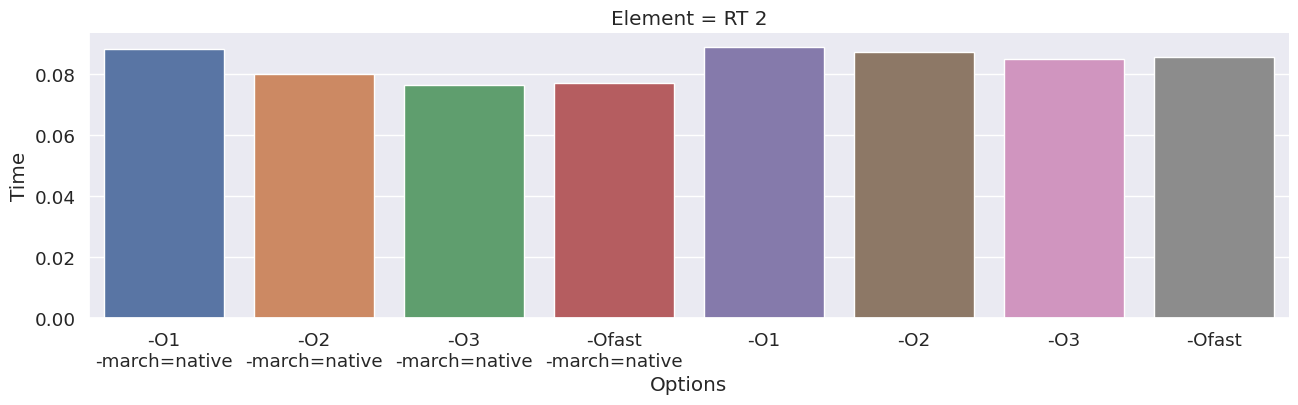 Element = RT 2
Time
0.08
0.06
0.04
0.02
0.00
-O1 -O2 -O3 -Ofast -O1 -O2 -O3 -Ofast
-march=native -march=native -march=native -march=native
Options